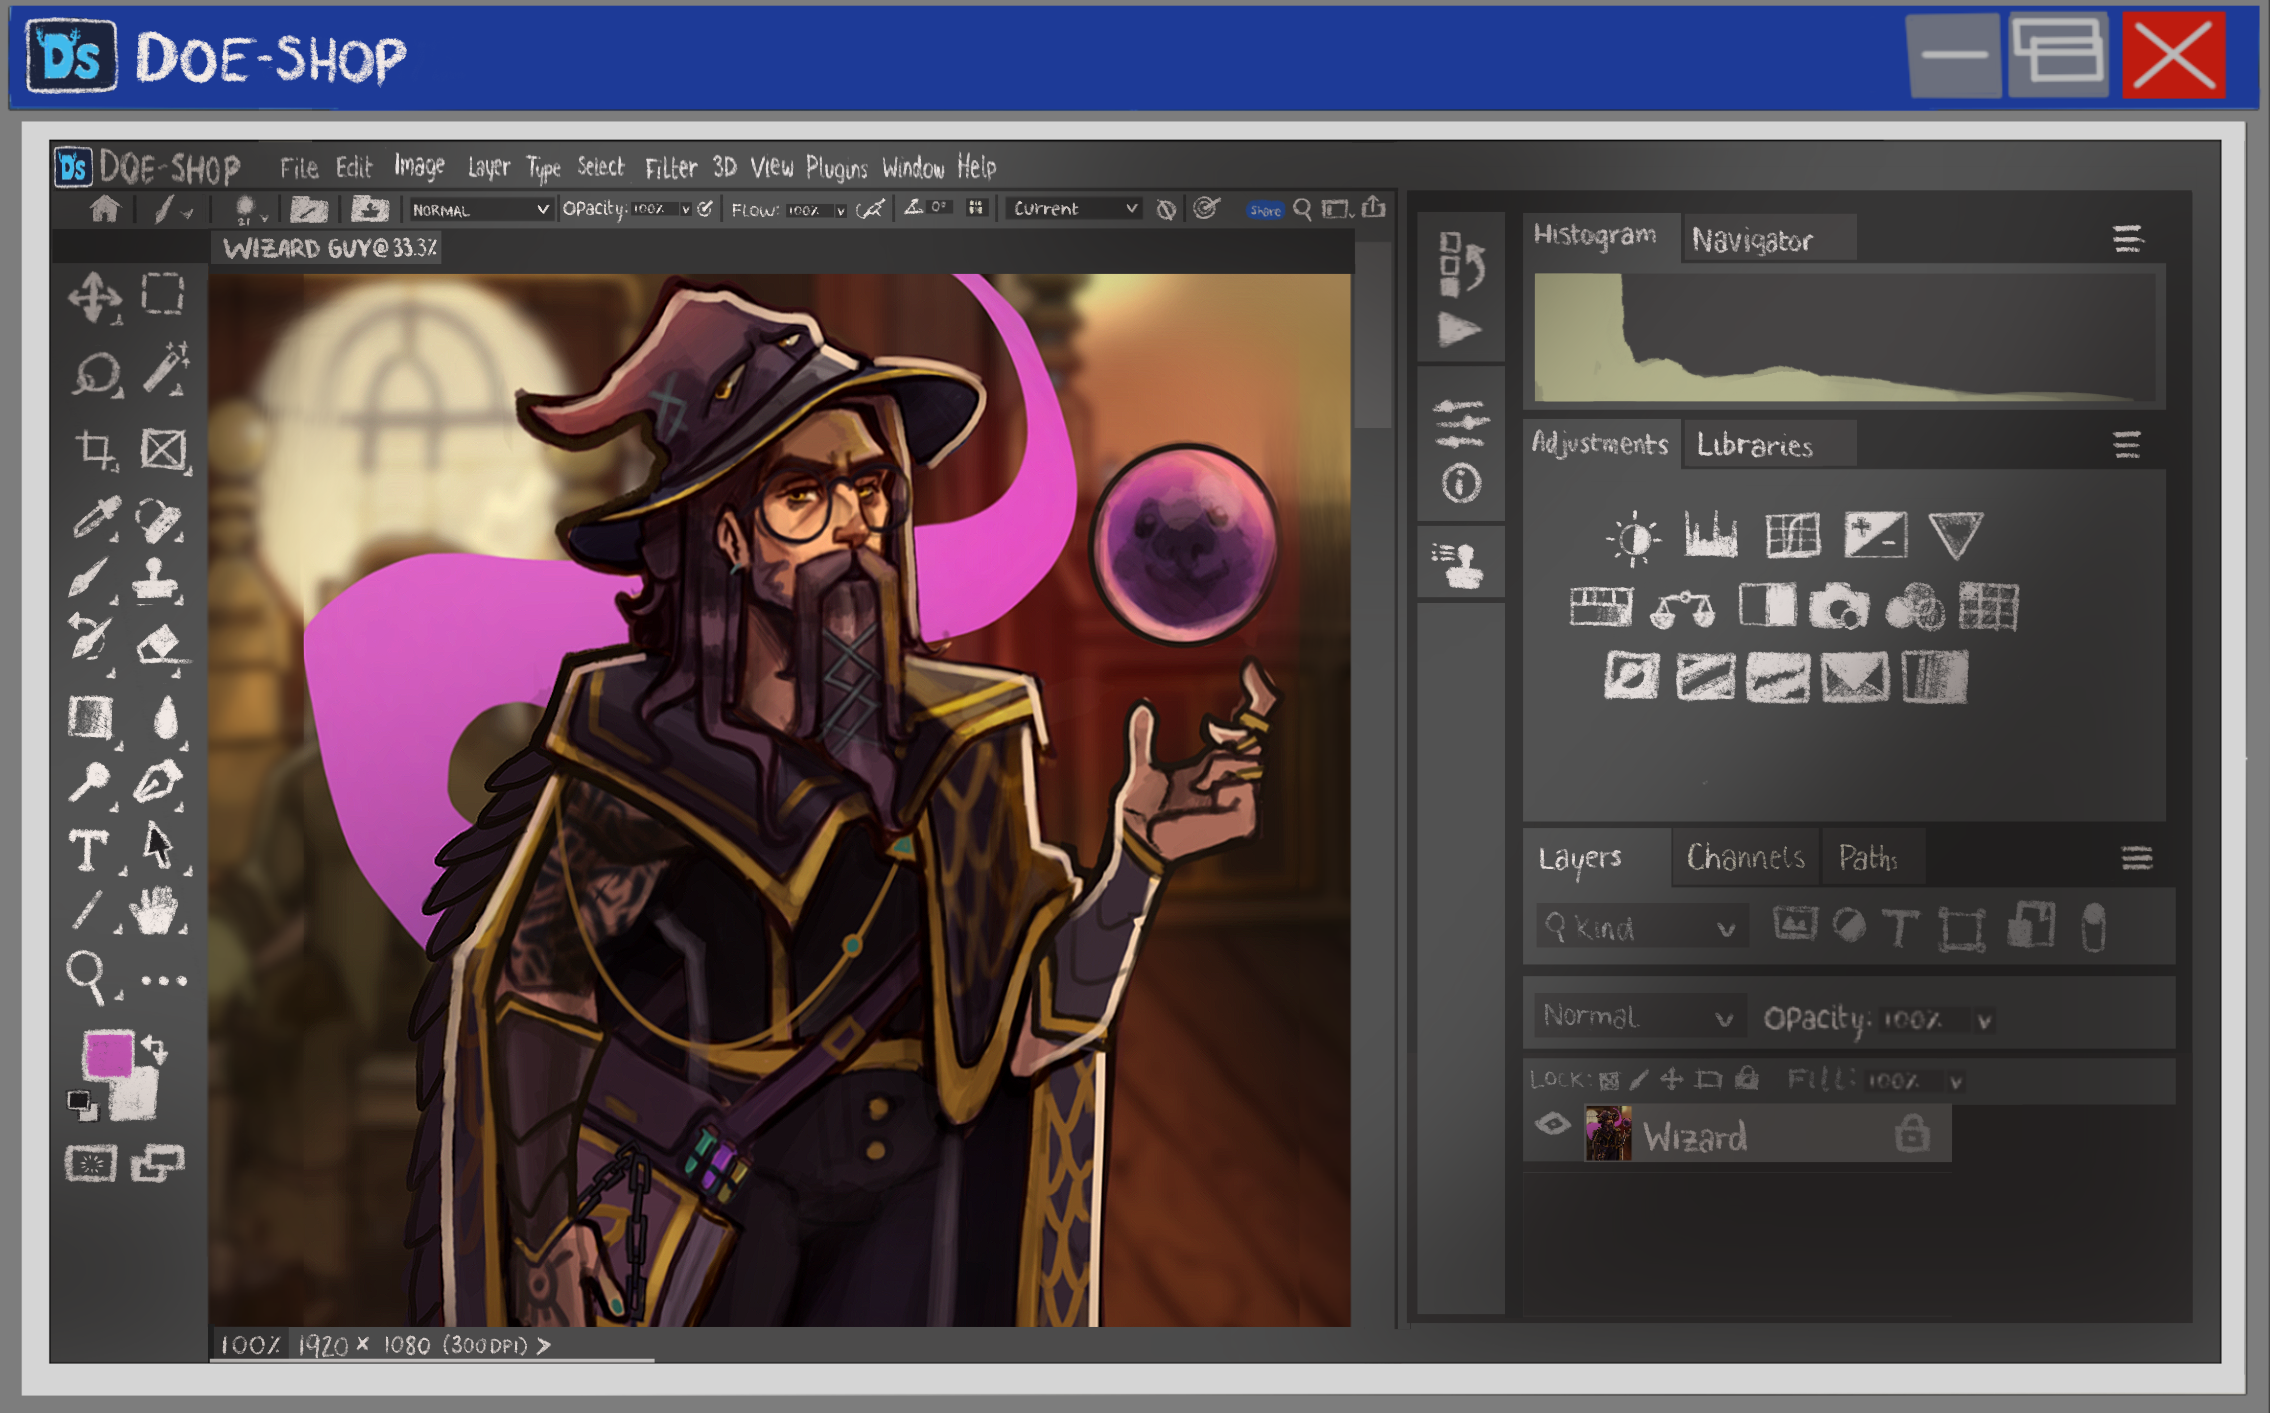 Ds DOE-SHOP
Ds DOE-SHOP File Edit Image Layer Type Select Filter 3D View Plugins Window Help
21 NORMAL OPacity: 100% FLOW: 100% 0° Current Share
WIZARD GUY@33.3%
Histogram Navigator
Adjustments Libraries
Layers Channels Paths
Kind
Normal OPacity: 100%
LOCK: Fill: 100%
Wizard
100% 1920 x 1080 (300DPI) >